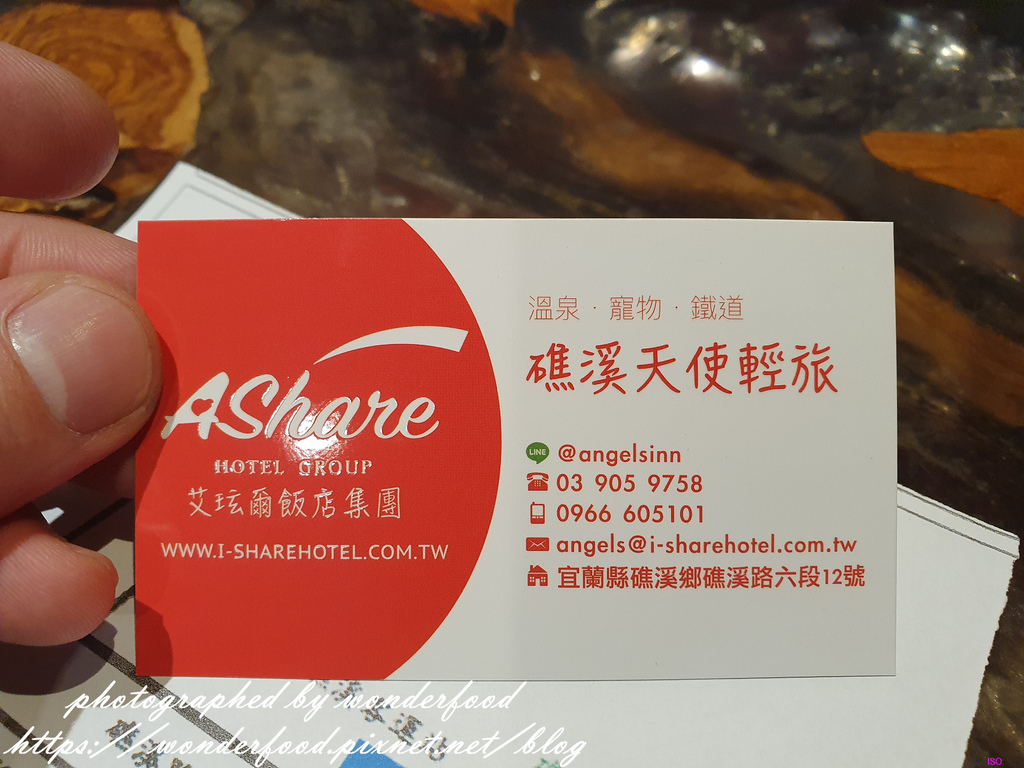 AShare
HOTEL GROUP
艾玹爾飯店集團
WWW.I-SHAREHOTEL.COM.TW
溫泉·寵物·鐵道
礁溪天使輕旅
LINE @angelsinn
03 905 9758
0966 605101
angels@i-sharehotel.com.tw
宜蘭縣礁溪鄉礁溪路六段12號
photographed by wonderfood
https://wonderfood.pixnet.net/blog
ISO